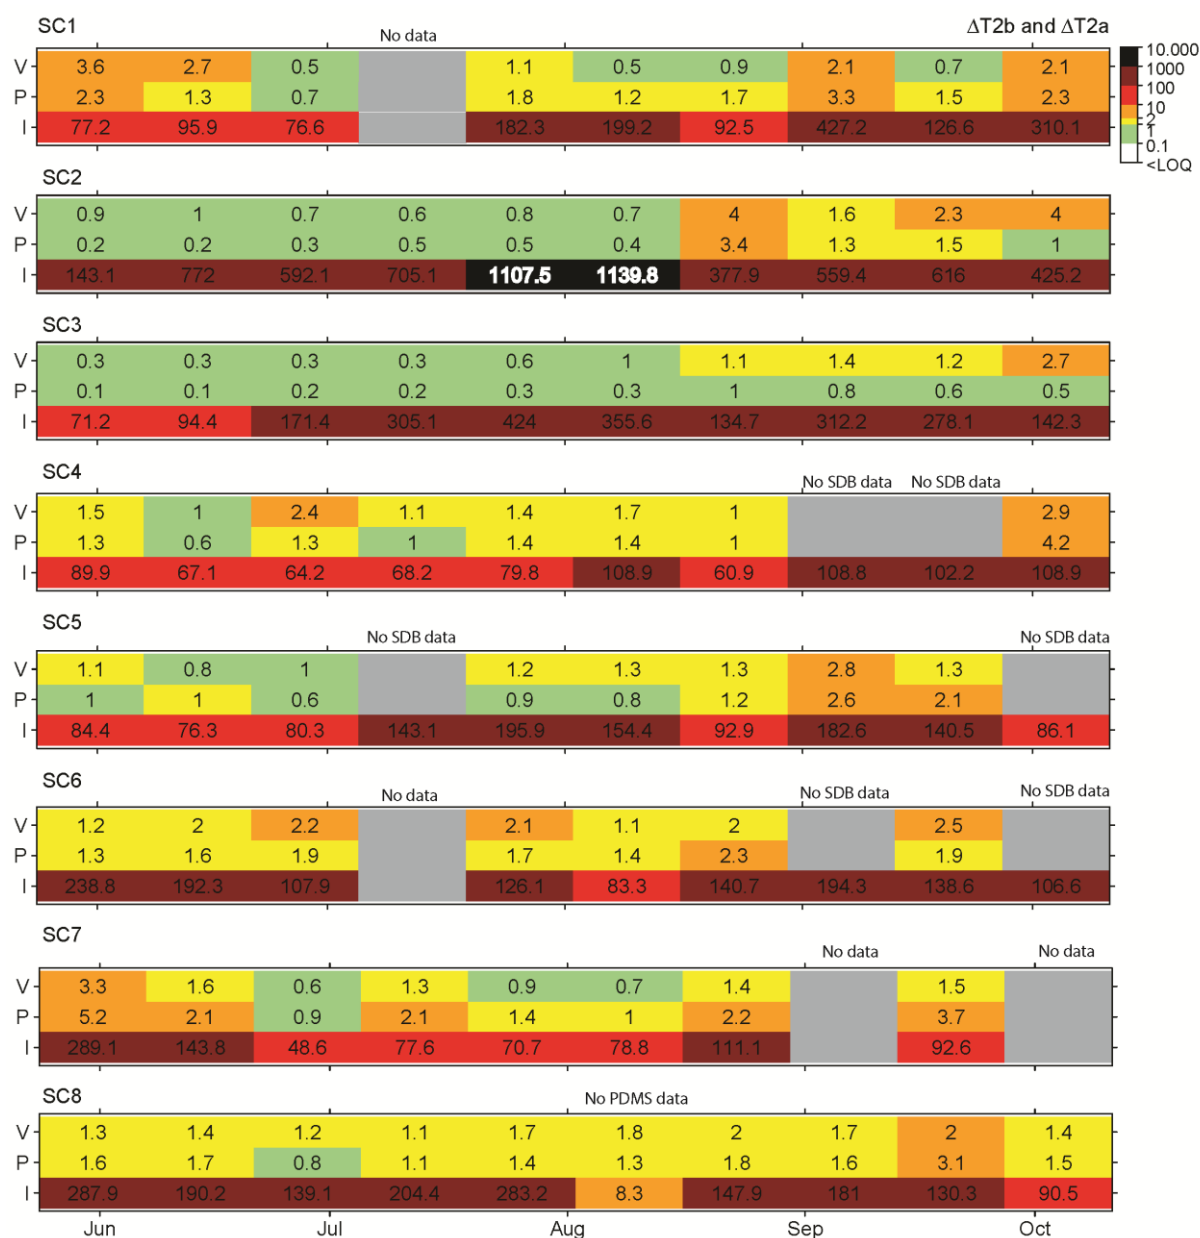 SC1 No data ΔT2b and ΔT2a
V 3.6 2.7 0.5 1.1 0.5 0.9 2.1 0.7 2.1
P 2.3 1.3 0.7 1.8 1.2 1.7 3.3 1.5 2.3
I 77.2 95.9 76.6 182.3 199.2 92.5 427.2 126.6 310.1
10.000
1000
100
10
2
1
0.1
<LOQ
SC2
V 0.9 1 0.7 0.6 0.8 0.7 4 1.6 2.3 4
P 0.2 0.2 0.3 0.5 0.5 0.4 3.4 1.3 1.5 1
I 143.1 772 592.1 705.1 1107.5 1139.8 377.9 559.4 616 425.2
SC3
V 0.3 0.3 0.3 0.3 0.6 1 1.1 1.4 1.2 2.7
P 0.1 0.1 0.2 0.2 0.3 0.3 1 0.8 0.6 0.5
I 71.2 94.4 171.4 305.1 424 355.6 134.7 312.2 278.1 142.3
SC4 No SDB data No SDB data
V 1.5 1 2.4 1.1 1.4 1.7 1 2.9
P 1.3 0.6 1.3 1 1.4 1.4 1 4.2
I 89.9 67.1 64.2 68.2 79.8 108.9 60.9 108.8 102.2 108.9
SC5 No SDB data No SDB data
V 1.1 0.8 1 1.2 1.3 1.3 2.8 1.3
P 1 1 0.6 0.9 0.8 1.2 2.6 2.1
I 84.4 76.3 80.3 143.1 195.9 154.4 92.9 182.6 140.5 86.1
SC6 No data No SDB data No SDB data
V 1.2 2 2.2 2.1 1.1 2 2.5
P 1.3 1.6 1.9 1.7 1.4 2.3 1.9
I 238.8 192.3 107.9 126.1 83.3 140.7 194.3 138.6 106.6
SC7 No data No data
V 3.3 1.6 0.6 1.3 0.9 0.7 1.4 1.5
P 5.2 2.1 0.9 2.1 1.4 1 2.2 3.7
I 289.1 143.8 48.6 77.6 70.7 78.8 111.1 92.6
SC8 No PDMS data
V 1.3 1.4 1.2 1.1 1.7 1.8 2 1.7 2 1.4
P 1.6 1.7 0.8 1.1 1.4 1.3 1.8 1.6 3.1 1.5
I 287.9 190.2 139.1 204.4 283.2 8.3 147.9 181 130.3 90.5
Jun Jul Aug Sep Oct